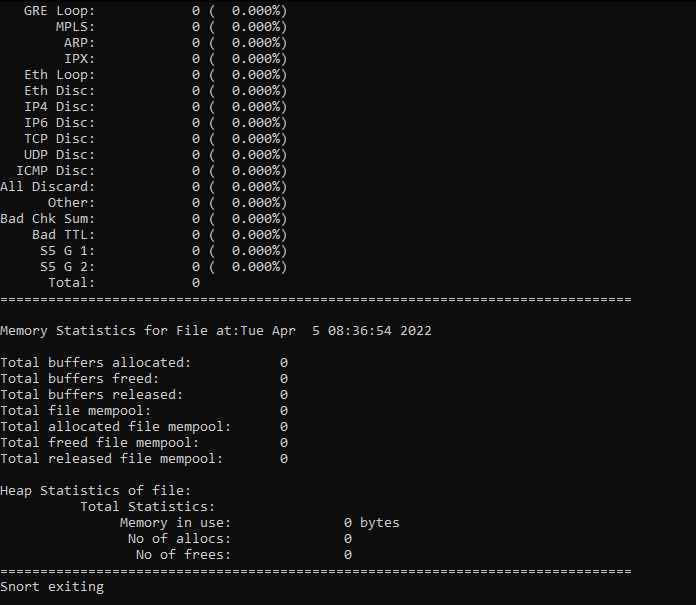 GRE Loop:            0 (  0.000%)
MPLS:            0 (  0.000%)
ARP:            0 (  0.000%)
IPX:            0 (  0.000%)
Eth Loop:            0 (  0.000%)
Eth Disc:            0 (  0.000%)
IP4 Disc:            0 (  0.000%)
IP6 Disc:            0 (  0.000%)
TCP Disc:            0 (  0.000%)
UDP Disc:            0 (  0.000%)
ICMP Disc:            0 (  0.000%)
All Discard:            0 (  0.000%)
Other:            0 (  0.000%)
Bad Chk Sum:            0 (  0.000%)
Bad TTL:            0 (  0.000%)
S5 G 1:            0 (  0.000%)
S5 G 2:            0 (  0.000%)
Total:            0
===============================================================================
Memory Statistics for File at:Tue Apr  5 08:36:54 2022
Total buffers allocated:           0
Total buffers freed:               0
Total buffers released:            0
Total file mempool:                0
Total allocated file mempool:      0
Total freed file mempool:          0
Total released file mempool:       0
Heap Statistics of file:
Total Statistics:
Memory in use:              0 bytes
No of allocs:              0
No of frees:              0
===============================================================================
Snort exiting